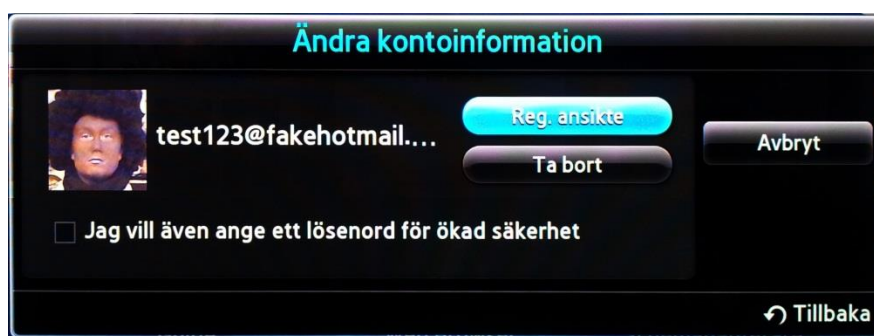 Ändra kontoinformation
test123@fakehotmail....
Reg. ansikte
Ta bort
Avbryt
Jag vill även ange ett lösenord för ökad säkerhet
Tillbaka